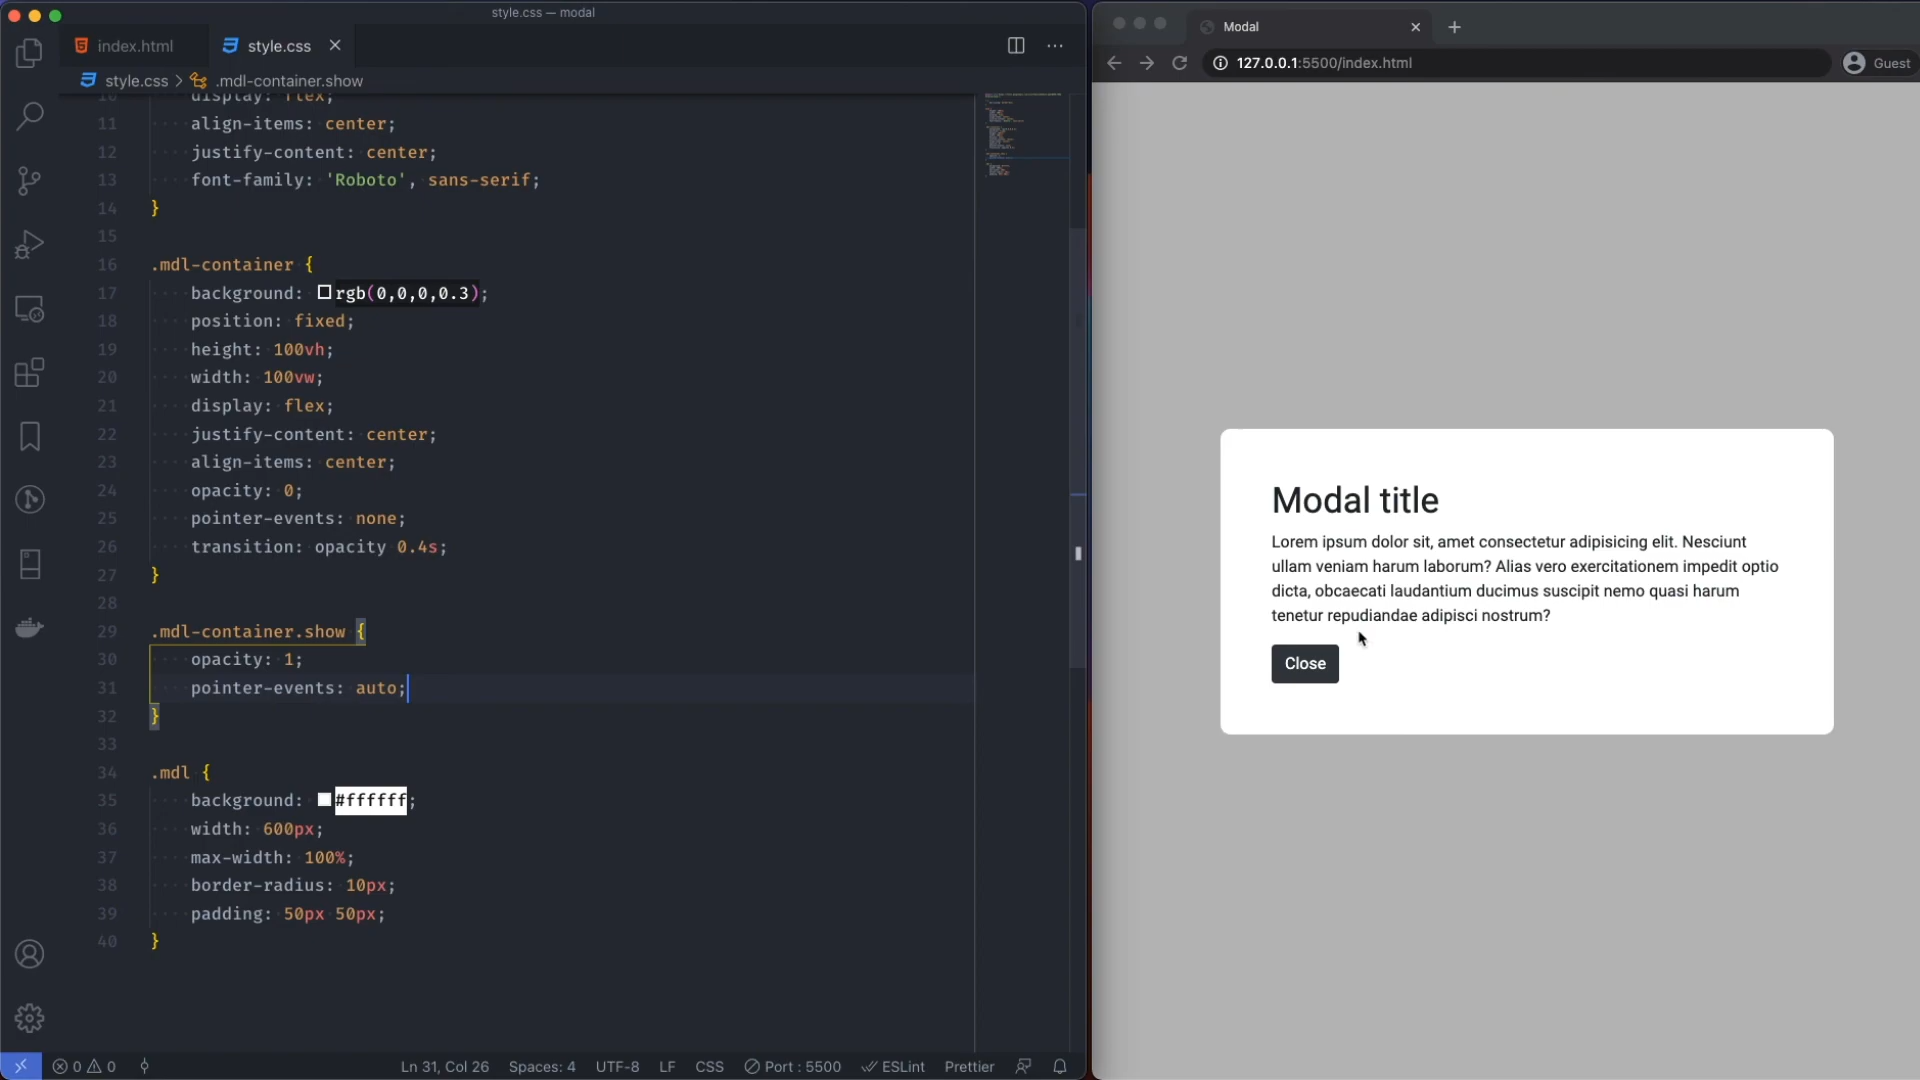 style.css — modal
index.html
style.css
style.css > .mdl-container.show
10 display: flex;
11 align-items: center;
12 justify-content: center;
13 font-family: 'Roboto', sans-serif;
14 }
15
16 .mdl-container {
17 background: rgb(0,0,0,0.3);
18 position: fixed;
19 height: 100vh;
20 width: 100vw;
21 display: flex;
22 justify-content: center;
23 align-items: center;
24 opacity: 0;
25 pointer-events: none;
26 transition: opacity 0.4s;
27 }
28
29 .mdl-container.show {
30 opacity: 1;
31 pointer-events: auto;
32 }
33
34 .mdl {
35 background: #ffffff;
36 width: 600px;
37 max-width: 100%;
38 border-radius: 10px;
39 padding: 50px 50px;
40 }
0 0 Ln 31, Col 26 Spaces: 4 UTF-8 LF CSS Port : 5500 ESLint Prettier
Modal
127.0.0.1:5500/index.html
Guest
Modal title
Lorem ipsum dolor sit, amet consectetur adipisicing elit. Nesciunt
ullam veniam harum laborum? Alias vero exercitationem impedit optio
dicta, obcaecati laudantium ducimus suscipit nemo quasi harum
tenetur repudiandae adipisci nostrum?
Close